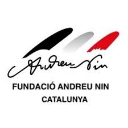 Andreu Nin
FUNDACIÓ ANDREU NIN
CATALUNYA